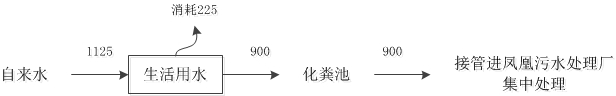 消耗225
1125
900
900
自来水
生活用水
化粪池
接管进凤凰污水处理厂
集中处理